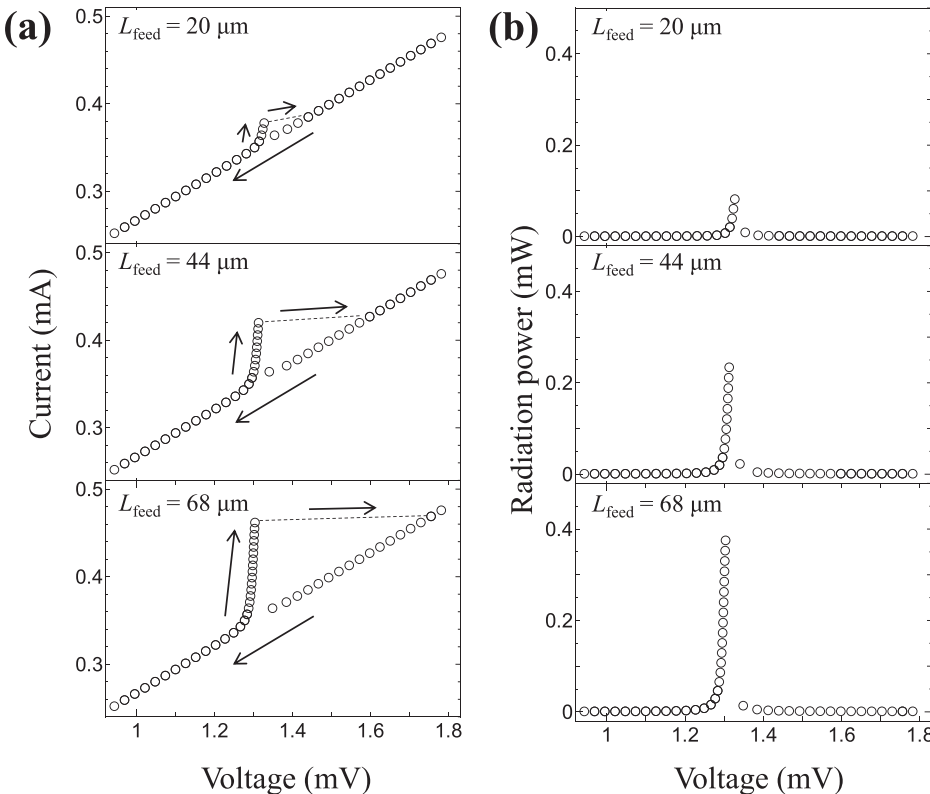 (a)
L_feed = 20 μm
0.5
0.4
0.3
L_feed = 44 μm
0.5
0.4
0.3
L_feed = 68 μm
0.5
0.4
0.3
1
1.2
1.4
1.6
1.8
Current (mA)
Voltage (mV)
(b)
L_feed = 20 μm
0.4
0.2
0
L_feed = 44 μm
0.4
0.2
0
L_feed = 68 μm
0.4
0.2
0
1
1.2
1.4
1.6
1.8
Radiation power (mW)
Voltage (mV)